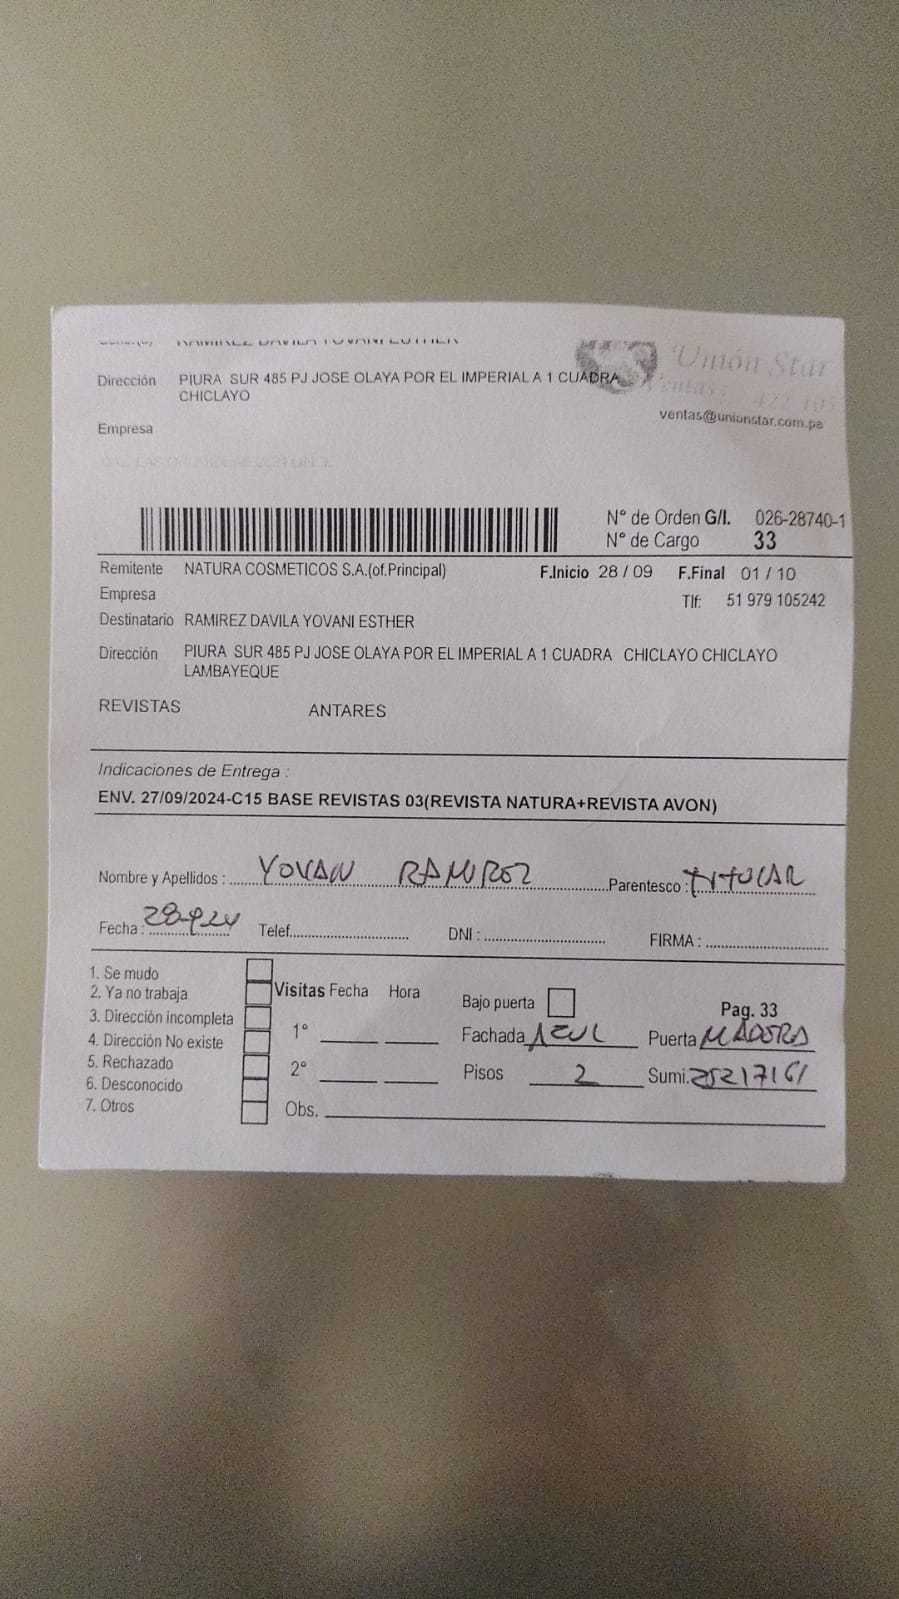 RAMIREZ DAVILA YOVANI ESTHER
Dirección PIURA SUR 485 PJ JOSE OLAYA POR EL IMPERIAL A 1 CUADRA
CHICLAYO
Unión Star
Ventas
ventas@unionstar.com.pe
Empresa
N° de Orden G/I. 026-28740-1
N° de Cargo 33
Remitente NATURA COSMETICOS S.A.(of.Principal) F.Inicio 28 / 09 F.Final 01 / 10
Empresa Tlf: 51 979 105242
Destinatario RAMIREZ DAVILA YOVANI ESTHER
Dirección PIURA SUR 485 PJ JOSE OLAYA POR EL IMPERIAL A 1 CUADRA CHICLAYO CHICLAYO
LAMBAYEQUE
REVISTAS ANTARES
Indicaciones de Entrega :
ENV. 27/09/2024-C15 BASE REVISTAS 03(REVISTA NATURA+REVISTA AVON)
Nombre y Apellidos : YOVAN RAMIREZ Parentesco : TITULAR
Fecha : 28-9-24 Telef. DNI : FIRMA :
1. Se mudo
2. Ya no trabaja
3. Dirección incompleta
4. Dirección No existe
5. Rechazado
6. Desconocido
7. Otros
Visitas Fecha Hora
1°
2°
Obs.
Bajo puerta
Pag. 33
Fachada AZUL Puerta MADERA
Pisos 2 Sumi. 25217161